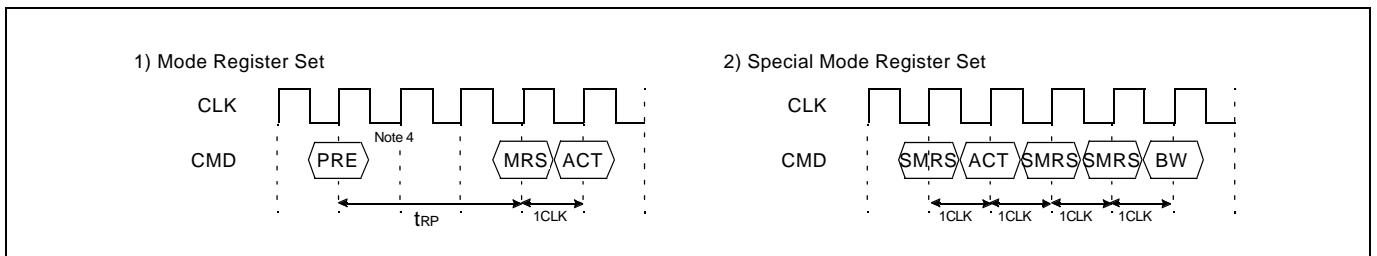 1) Mode Register Set
CLK
Note 4
CMD
PRE
MRS
ACT
tRP
1CLK
2) Special Mode Register Set
CLK
CMD
SMRS
ACT
SMRS
SMRS
BW
1CLK
1CLK
1CLK
1CLK